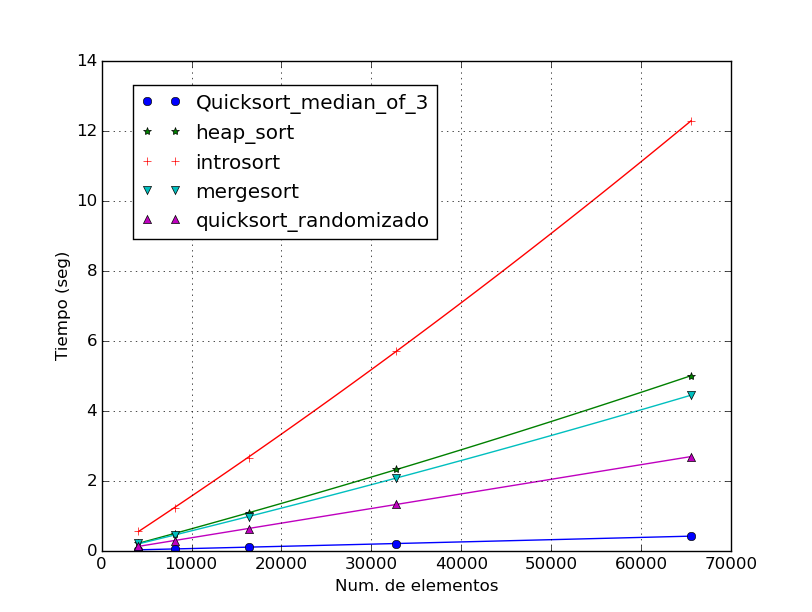 14
12
10
8
6
4
2
0
Tiempo (seg)
Quicksort_median_of_3
heap_sort
introsort
mergesort
quicksort_randomizado
0 10000 20000 30000 40000 50000 60000 70000
Num. de elementos